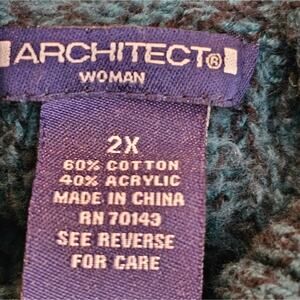 ARCHITECT®
WOMAN
2X
60% COTTON
40% ACRYLIC
MADE IN CHINA
RN 70143
SEE REVERSE
FOR CARE